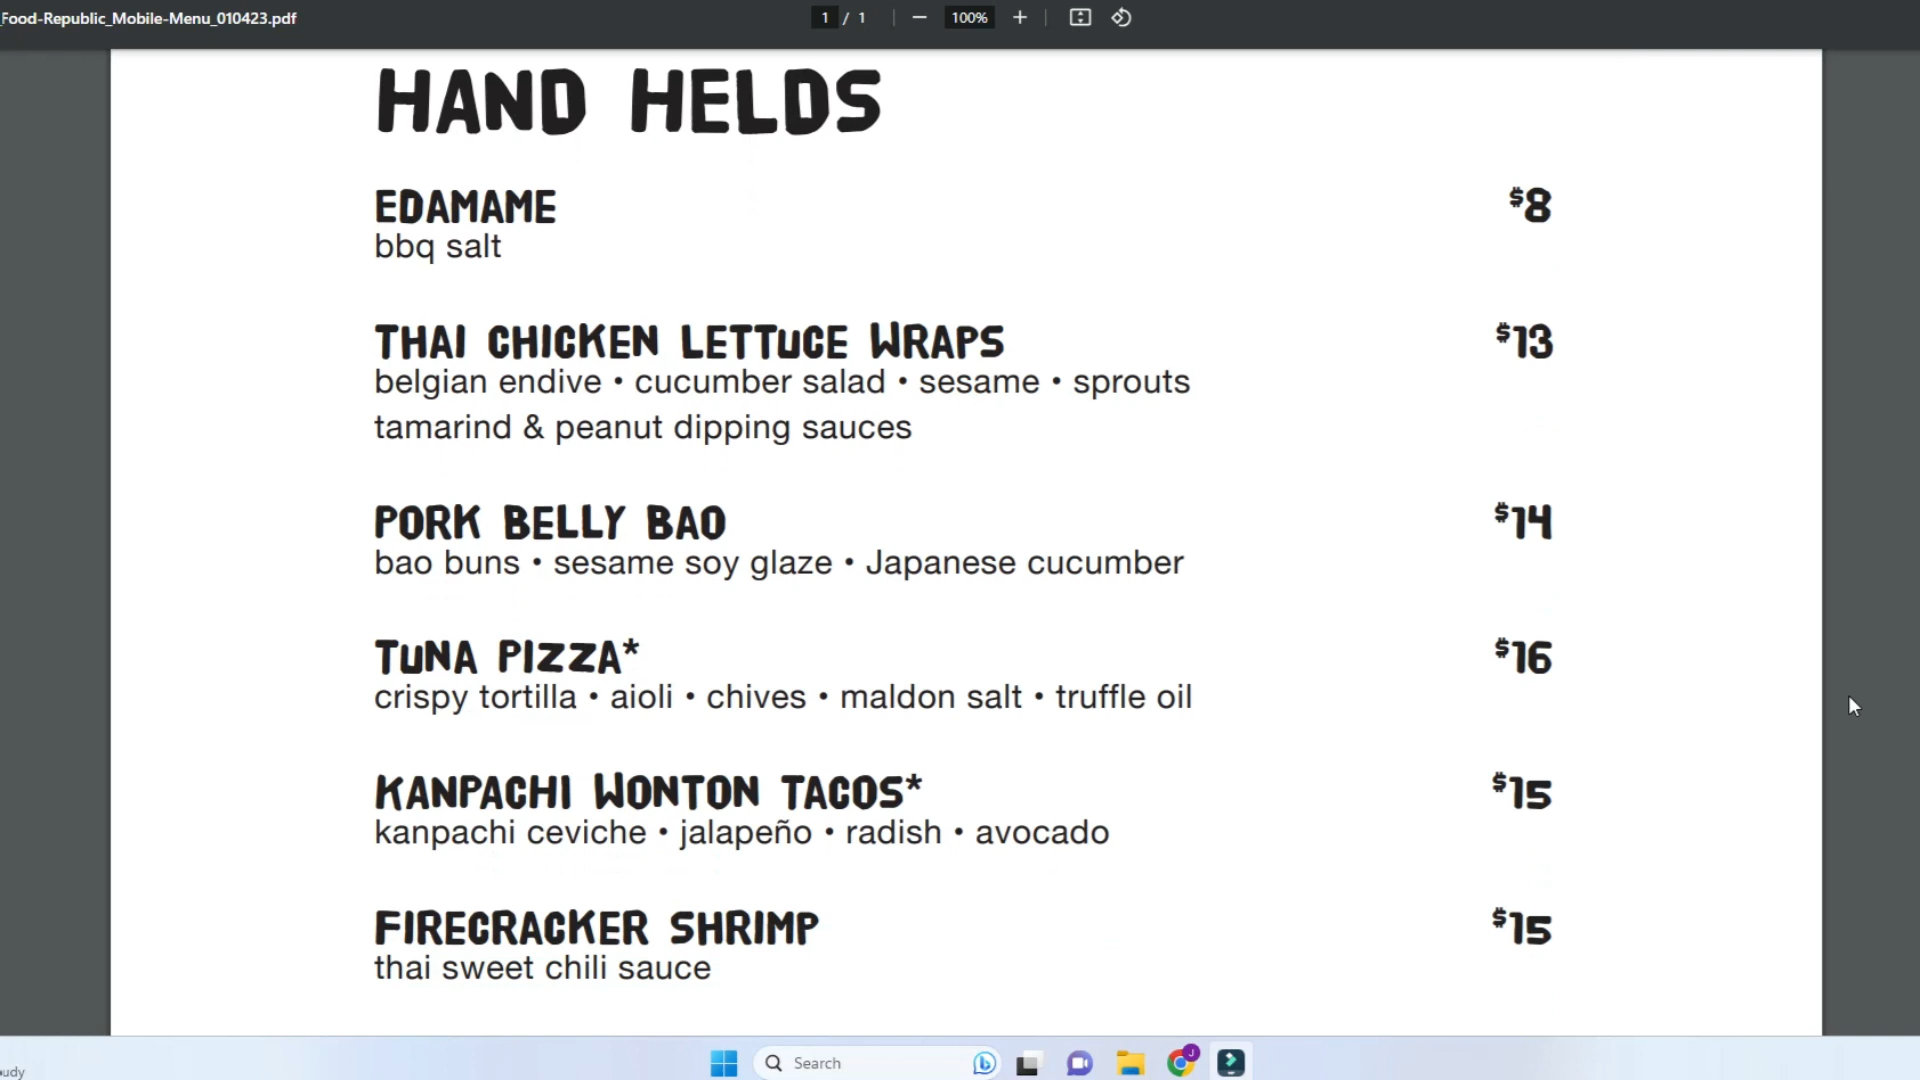 Food-Republic_Mobile-Menu_010423.pdf
1 / 1
100%
HAND HELDS
EDAMAME $8
bbq salt
THAI CHICKEN LETTUCE WRAPS $13
belgian endive • cucumber salad • sesame • sprouts
tamarind & peanut dipping sauces
PORK BELLY BAO $14
bao buns • sesame soy glaze • Japanese cucumber
TUNA PIZZA* $16
crispy tortilla • aioli • chives • maldon salt • truffle oil
KANPACHI WONTON TACOS* $15
kanpachi ceviche • jalapeño • radish • avocado
FIRECRACKER SHRIMP $15
thai sweet chili sauce
Search
J